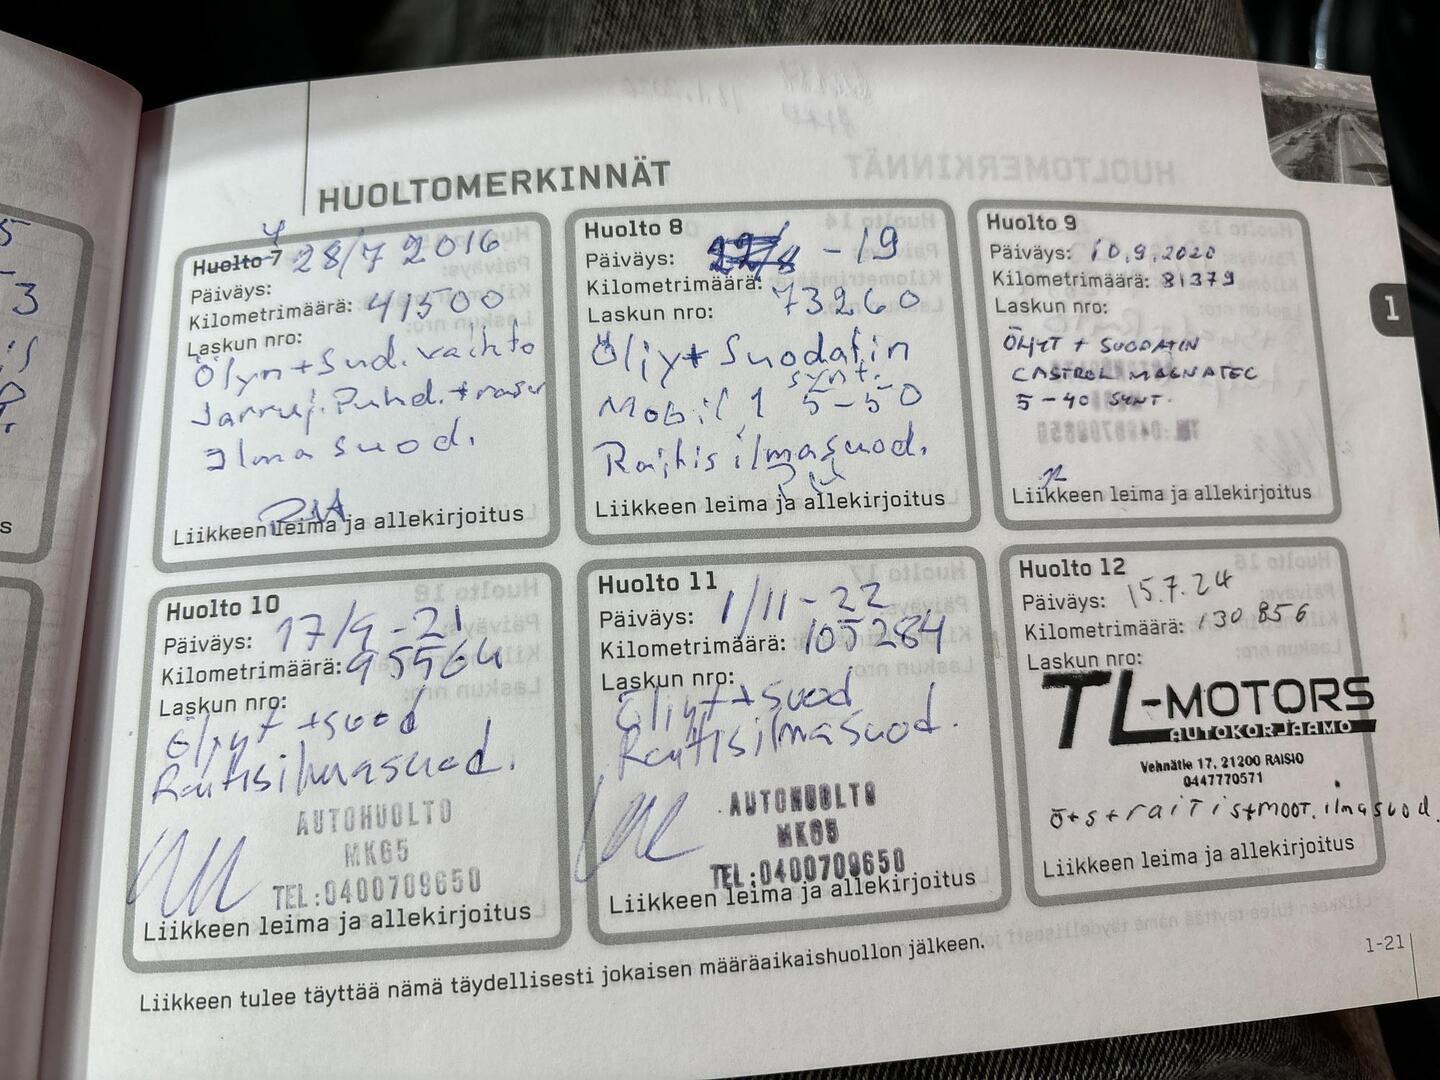 HUOLTOMERKINNÄT
4
Huolto 7 28/7 2016
Päiväys:
Kilometrimäärä: 41500
Laskun nro:
Ölyn + Sud. vaihto
Jarruj. Puhd. + rasv
Ilmasuod.
Liikkeen leima ja allekirjoitus
Huolto 8
Päiväys: -19
Kilometrimäärä: 73260
Laskun nro:
Öljy + Suodatin
synt.
Mobil 1 5-50
Raitisilmasuod.
Liikkeen leima ja allekirjoitus
Huolto 9
Päiväys: 10.9.2020
Kilometrimäärä: 81379
Laskun nro:
ÖLJYT + SUODATIN
CASTROL MAGNATEC
5-40 SYNT.
Liikkeen leima ja allekirjoitus
Huolto 10
Päiväys: 17/9 -21
Kilometrimäärä: 95564
Laskun nro:
Öljyt + suod
Raitisilmasuod.
AUTOHUOLTO
MK65
TEL:0400709650
Liikkeen leima ja allekirjoitus
Huolto 11
Päiväys: 1/11 -22
Kilometrimäärä: 105284
Laskun nro:
Öljyt + suod
Raitisilmasuod.
AUTOHUOLTO
MK65
TEL:0400709650
Liikkeen leima ja allekirjoitus
Huolto 12
Päiväys: 15.7.24
Kilometrimäärä: 130856
Laskun nro:
TL-MOTORS
AUTOKORJAAMO
Vehnätie 17, 21200 RAISIO
0447770571
ö+s+raitis+moot.ilmasuod.
Liikkeen leima ja allekirjoitus
Liikkeen tulee täyttää nämä täydellisesti jokaisen määräaikaishuollon jälkeen.
1-21
1